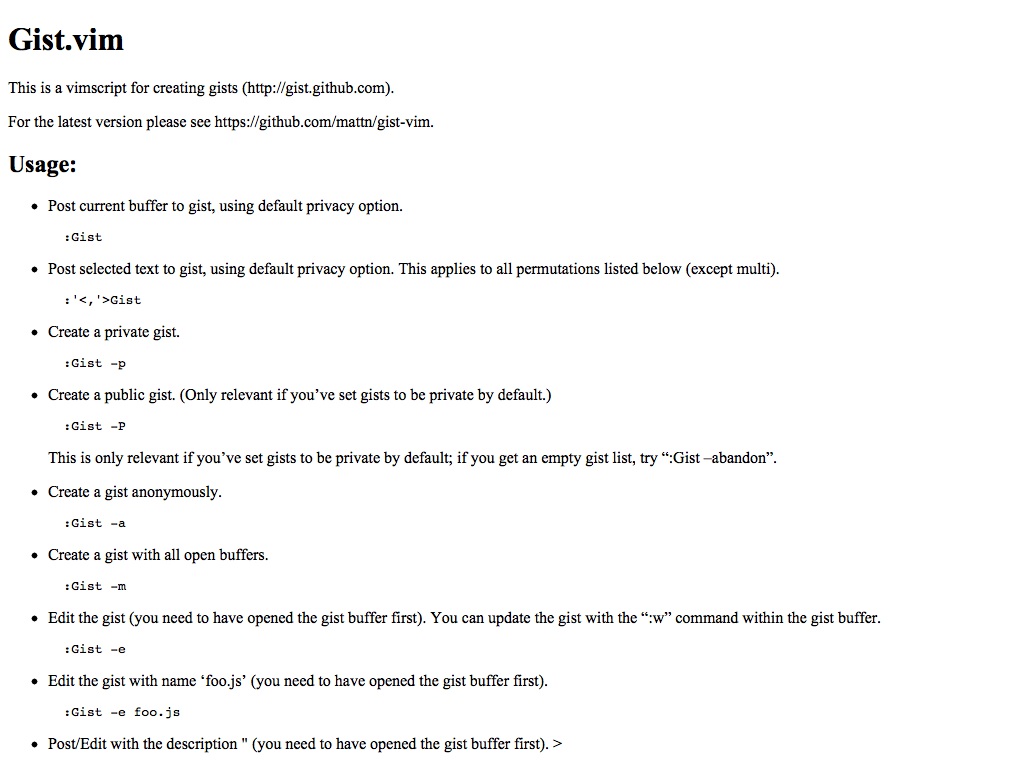 Gist.vim
This is a vimscript for creating gists (http://gist.github.com).
For the latest version please see https://github.com/mattn/gist-vim.
Usage:
• Post current buffer to gist, using default privacy option.
:Gist
• Post selected text to gist, using default privacy option. This applies to all permutations listed below (except multi).
:'<,'>Gist
• Create a private gist.
:Gist -p
• Create a public gist. (Only relevant if you’ve set gists to be private by default.)
:Gist -P
This is only relevant if you’ve set gists to be private by default; if you get an empty gist list, try “:Gist –abandon”.
• Create a gist anonymously.
:Gist -a
• Create a gist with all open buffers.
:Gist -m
• Edit the gist (you need to have opened the gist buffer first). You can update the gist with the “:w” command within the gist buffer.
:Gist -e
• Edit the gist with name ‘foo.js’ (you need to have opened the gist buffer first).
:Gist -e foo.js
• Post/Edit with the description " (you need to have opened the gist buffer first). >